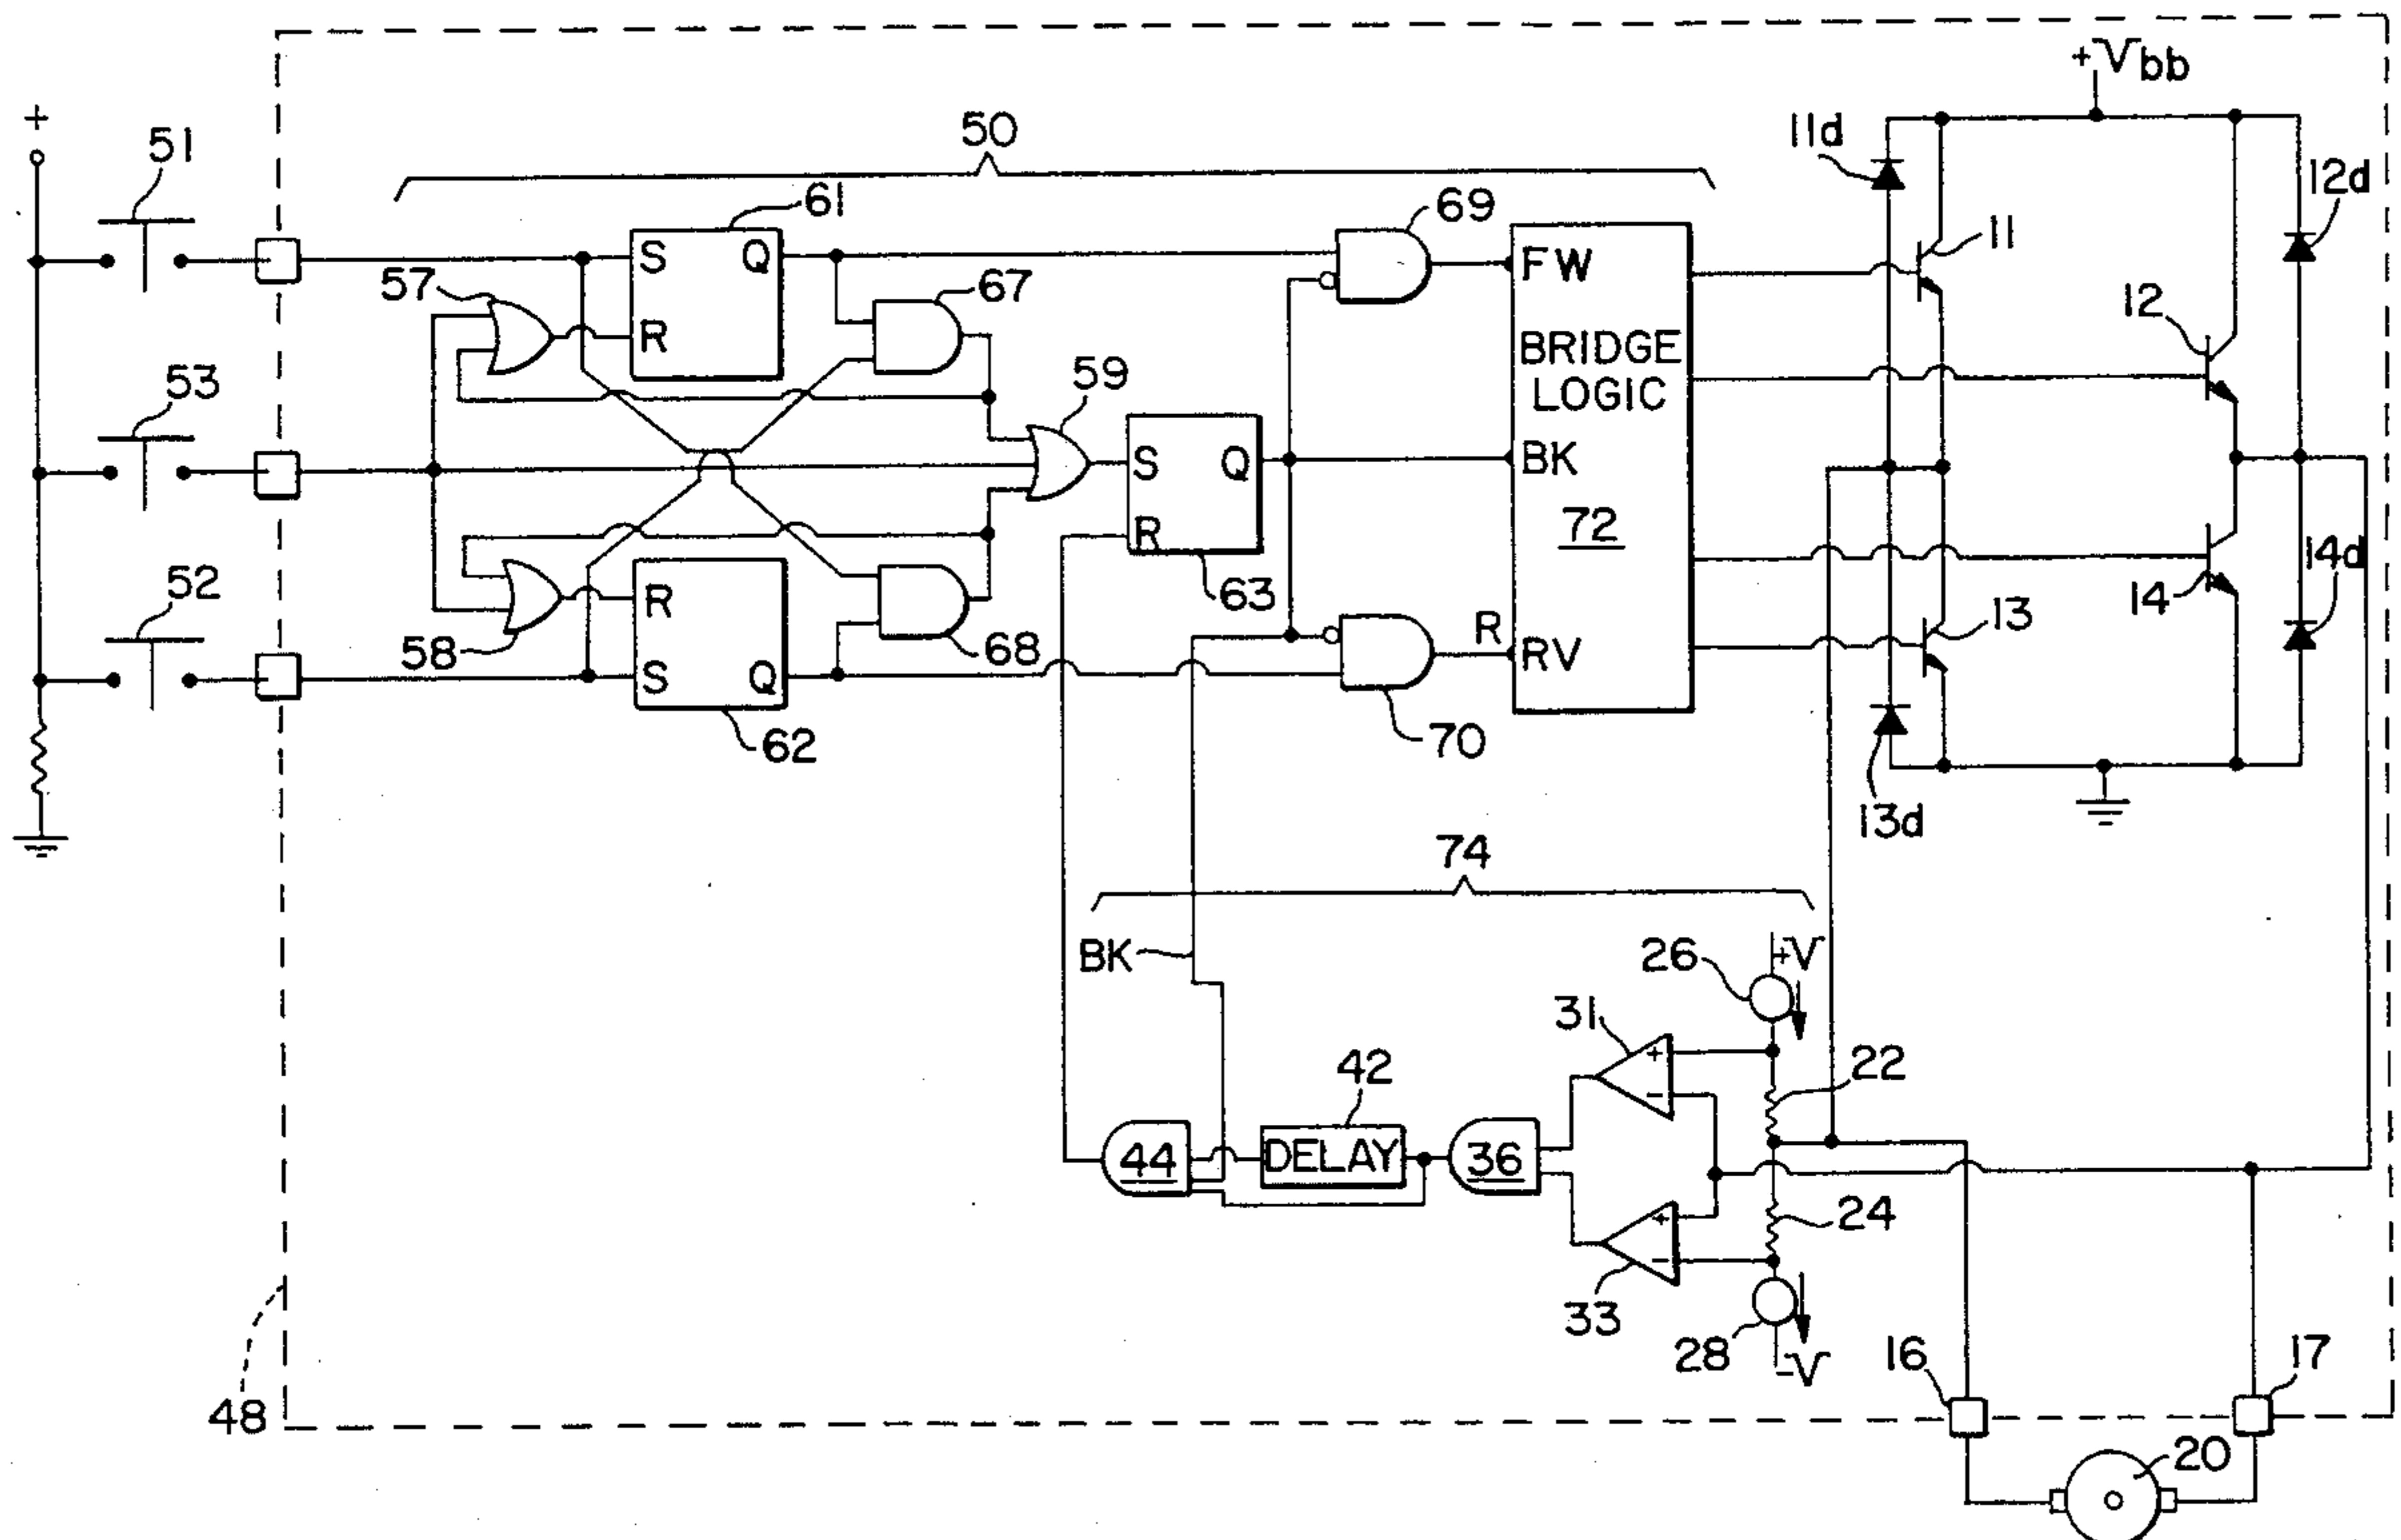 +Vbb
+
51
50
11d
12d
61
69
11
S
Q
FW
57
67
12
R
BRIDGE
LOGIC
53
59
S
Q
BK
72
14d
52
R
R
14
13
63
R
RV
58
68
S
Q
62
70
13d
74
BK
26
+V
31
+
22
42
-
44
DELAY
36
+
24
-
33
28
-V
16
17
48
20